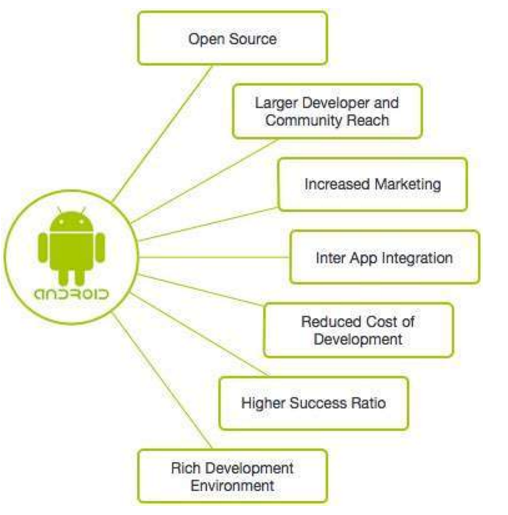 Open Source
Larger Developer and
Community Reach
Increased Marketing
Inter App Integration
ANDROID
Reduced Cost of
Development
Higher Success Ratio
Rich Development
Environment